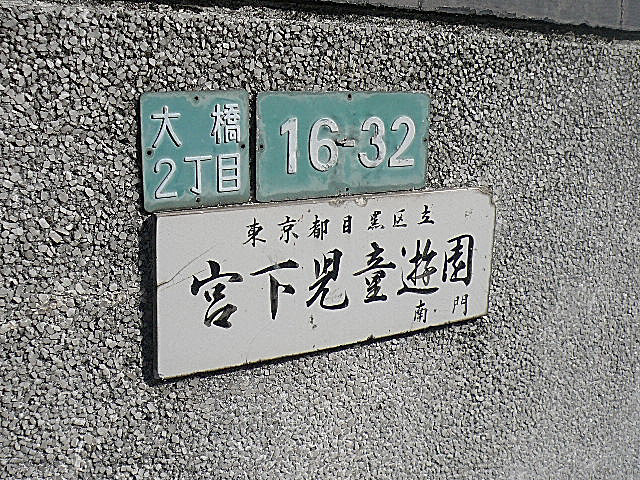 大橋
2丁目
16-32
東京都目黒区立
宮下児童遊園
南門